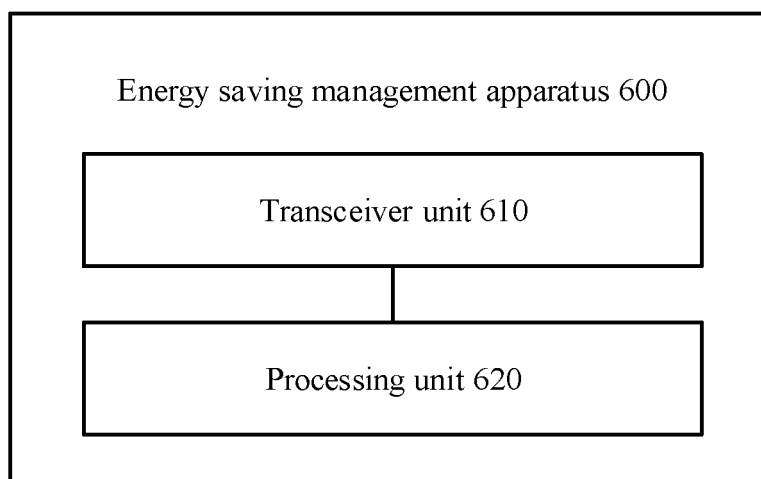 Energy saving management apparatus 600
Transceiver unit 610
Processing unit 620